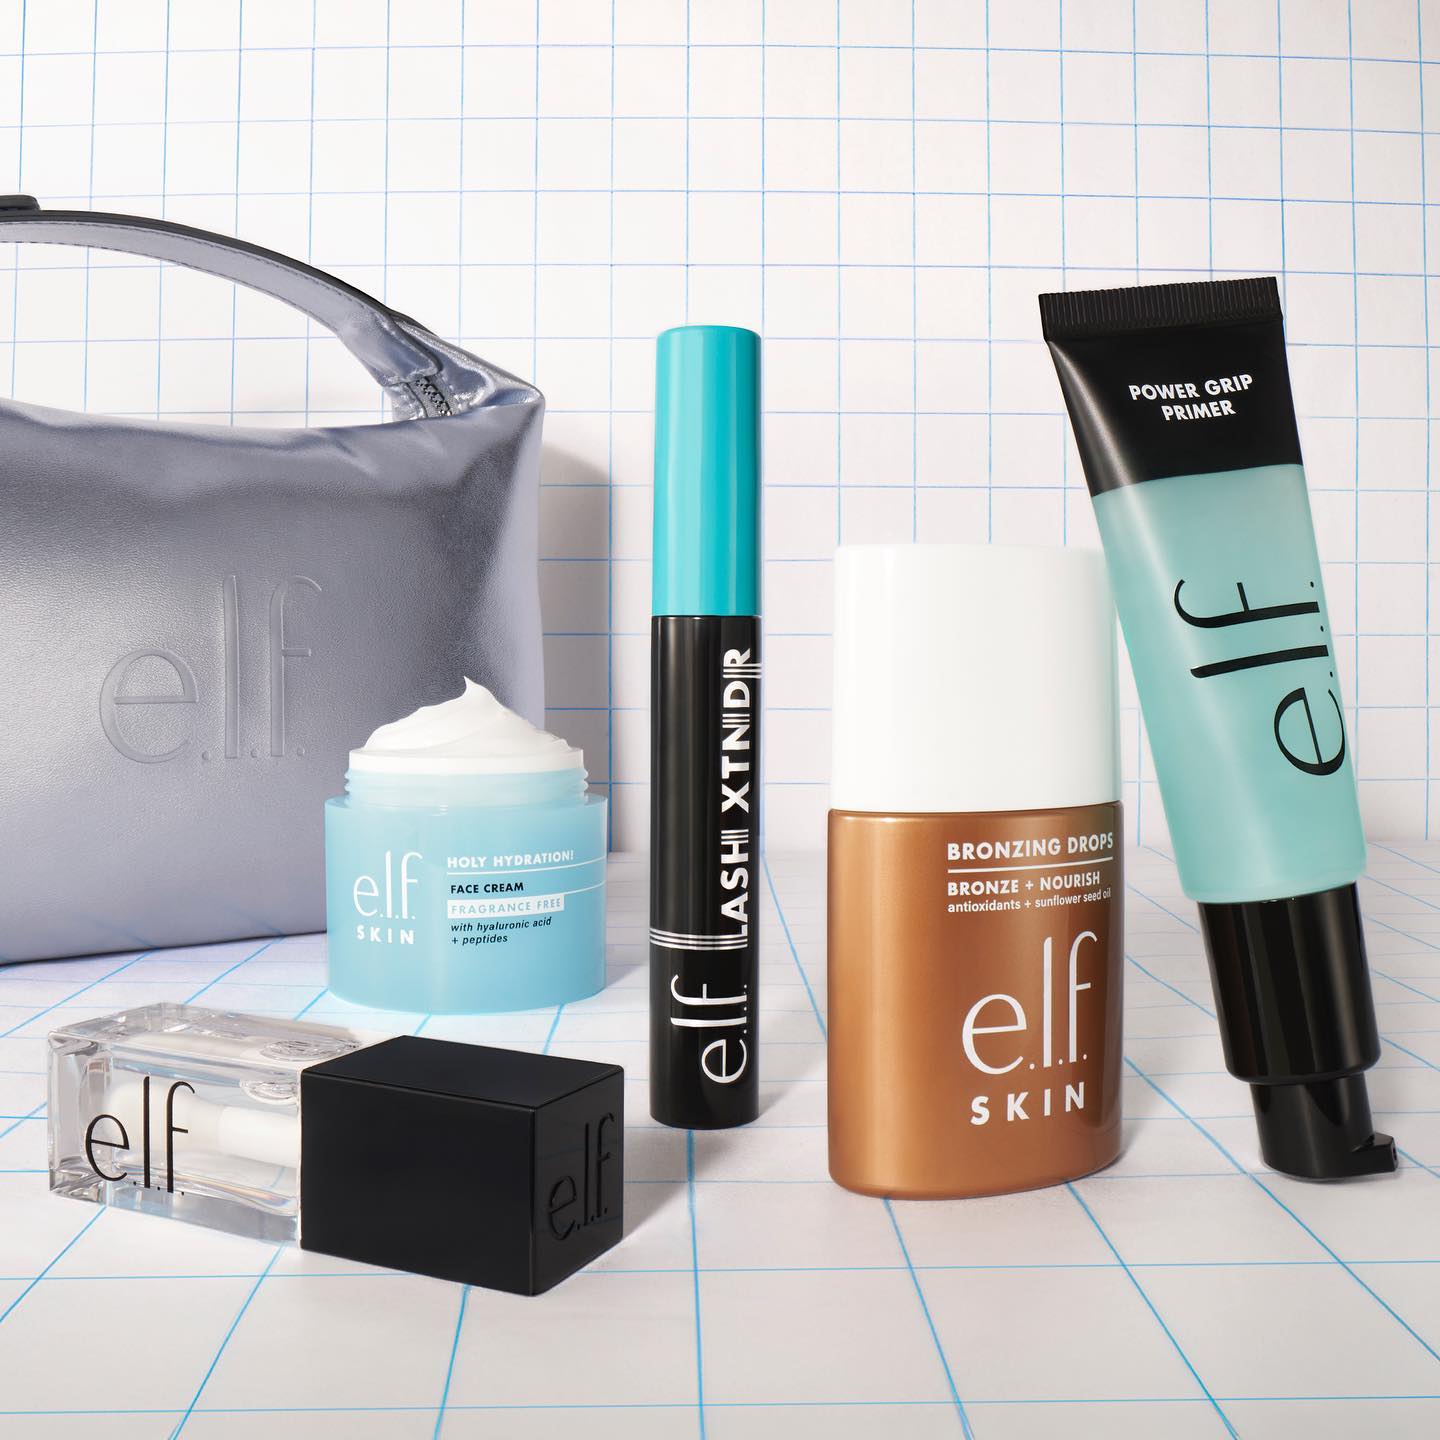 e.l.f.
e.l.f.
SKIN
HOLY HYDRATION!
FACE CREAM
FRAGRANCE FREE
with hyaluronic acid
+ peptides
e.l.f.
e.l.f.
e.l.f. LASH XTNDR
BRONZING DROPS
BRONZE + NOURISH
antioxidants + sunflower seed oil
e.l.f.
SKIN
POWER GRIP
PRIMER
e.l.f.